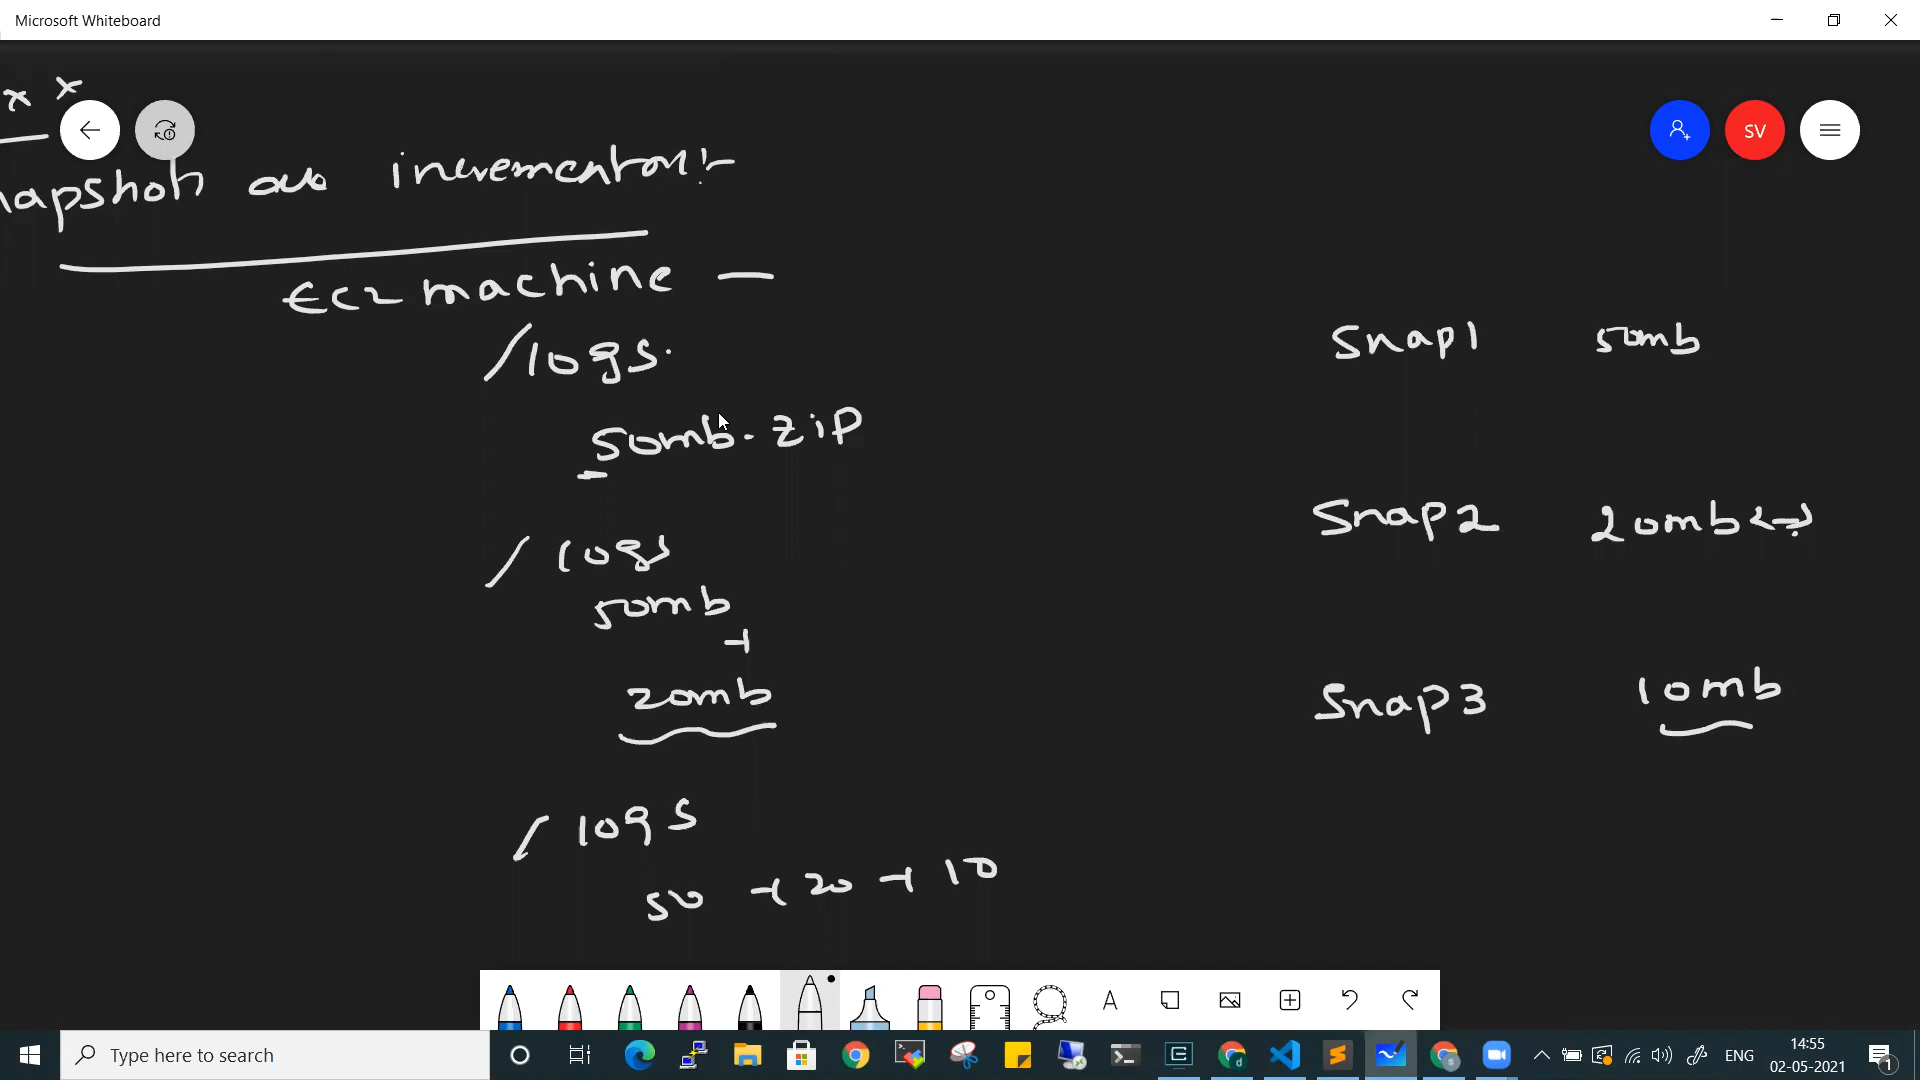 Microsoft Whiteboard
x x
SV
napshots are incremental:-
EC2 machine —
/logs.
50mb.zip
/logs
50mb
+
20mb
/logs
50 + 20 + 10
Snap1 50mb
Snap2 20mb<->
Snap3 10mb
A
Type here to search
ENG
14:55
02-05-2021
1